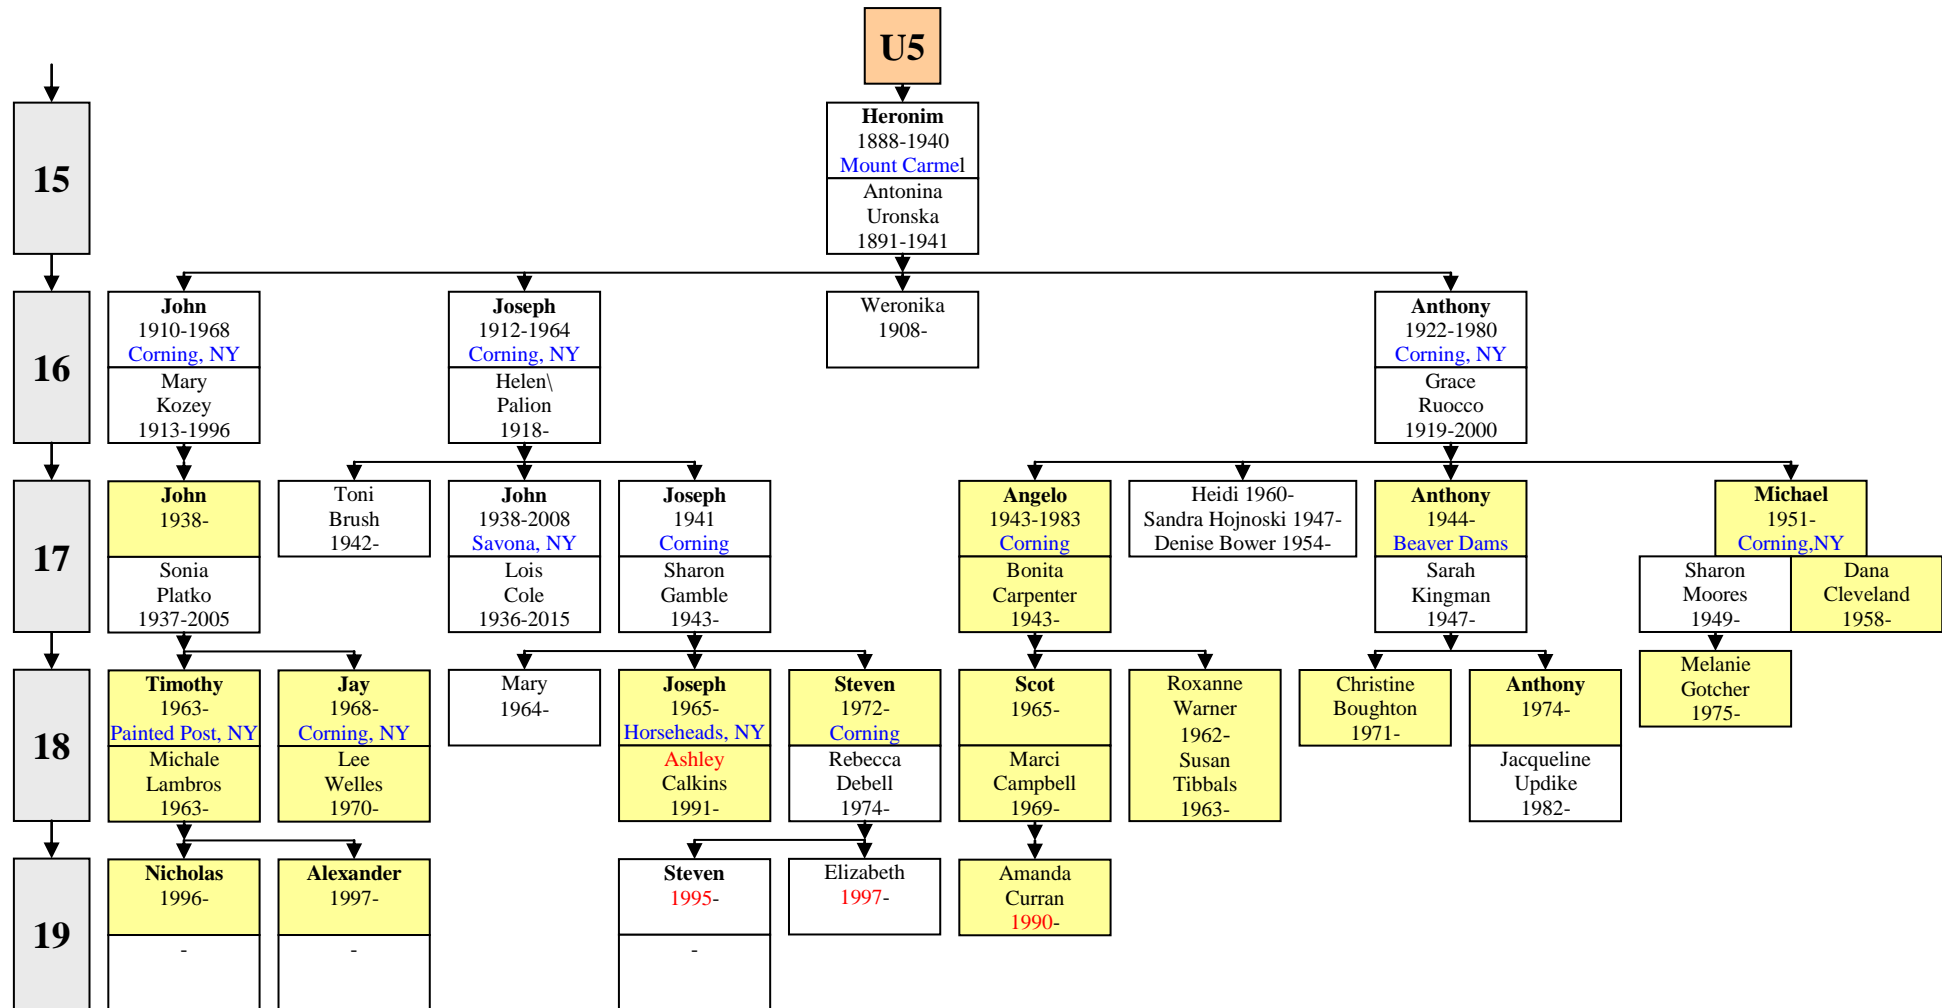 U5
15
Heronim
1888-1940
Mount Carmel
Antonina
Uronska
1891-1941
16
John
1910-1968
Corning, NY
Mary
Kozey
1913-1996
Joseph
1912-1964
Corning, NY
Helen\
Palion
1918-
Weronika
1908-
Anthony
1922-1980
Corning, NY
Grace
Ruocco
1919-2000
17
John
1938-
Sonia
Platko
1937-2005
Toni
Brush
1942-
John
1938-2008
Savona, NY
Lois
Cole
1936-2015
Joseph
1941
Corning
Sharon
Gamble
1943-
Angelo
1943-1983
Corning
Bonita
Carpenter
1943-
Heidi 1960-
Sandra Hojnoski 1947-
Denise Bower 1954-
Anthony
1944-
Beaver Dams
Sarah
Kingman
1947-
Michael
1951-
Corning,NY
Sharon
Moores
1949-
Dana
Cleveland
1958-
18
Timothy
1963-
Painted Post, NY
Michale
Lambros
1963-
Jay
1968-
Corning, NY
Lee
Welles
1970-
Mary
1964-
Joseph
1965-
Horseheads, NY
Ashley
Calkins
1991-
Steven
1972-
Corning
Rebecca
Debell
1974-
Scot
1965-
Marci
Campbell
1969-
Roxanne
Warner
1962-
Susan
Tibbals
1963-
Christine
Boughton
1971-
Anthony
1974-
Jacqueline
Updike
1982-
Melanie
Gotcher
1975-
19
Nicholas
1996-
-
Alexander
1997-
-
Steven
1995-
-
Elizabeth
1997-
Amanda
Curran
1990-